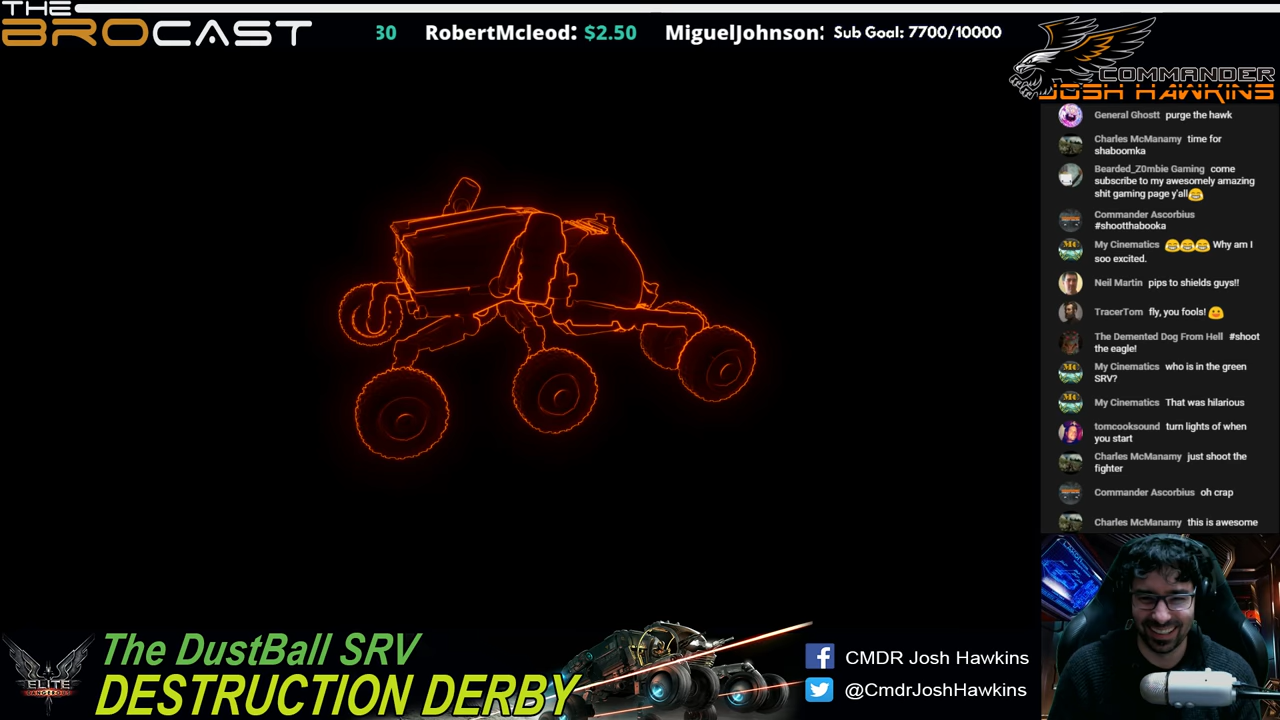 THE
BROCAST
30 RobertMcleod: $2.50 MiguelJohnson: Sub Goal: 7700/10000
COMMANDER
JOSH HAWKINS
General Ghostt purge the hawk
Charles McManamy time for
shaboomka
Bearded_Z0mbie Gaming come
subscribe to my awesomely amazing
shit gaming page y'all
Commander Ascorbius
#shootthabooka
My Cinematics Why am I
soo excited.
Neil Martin pips to shields guys!!
TracerTom fly, you fools!
The Demented Dog From Hell #shoot
the eagle!
My Cinematics who is in the green
SRV?
My Cinematics That was hilarious
tomcooksound turn lights of when
you start
Charles McManamy just shoot the
fighter
Commander Ascorbius oh crap
Charles McManamy this is awesome
ELITE
DANGEROUS
The DustBall SRV
DESTRUCTION DERBY
CMDR Josh Hawkins
@CmdrJoshHawkins